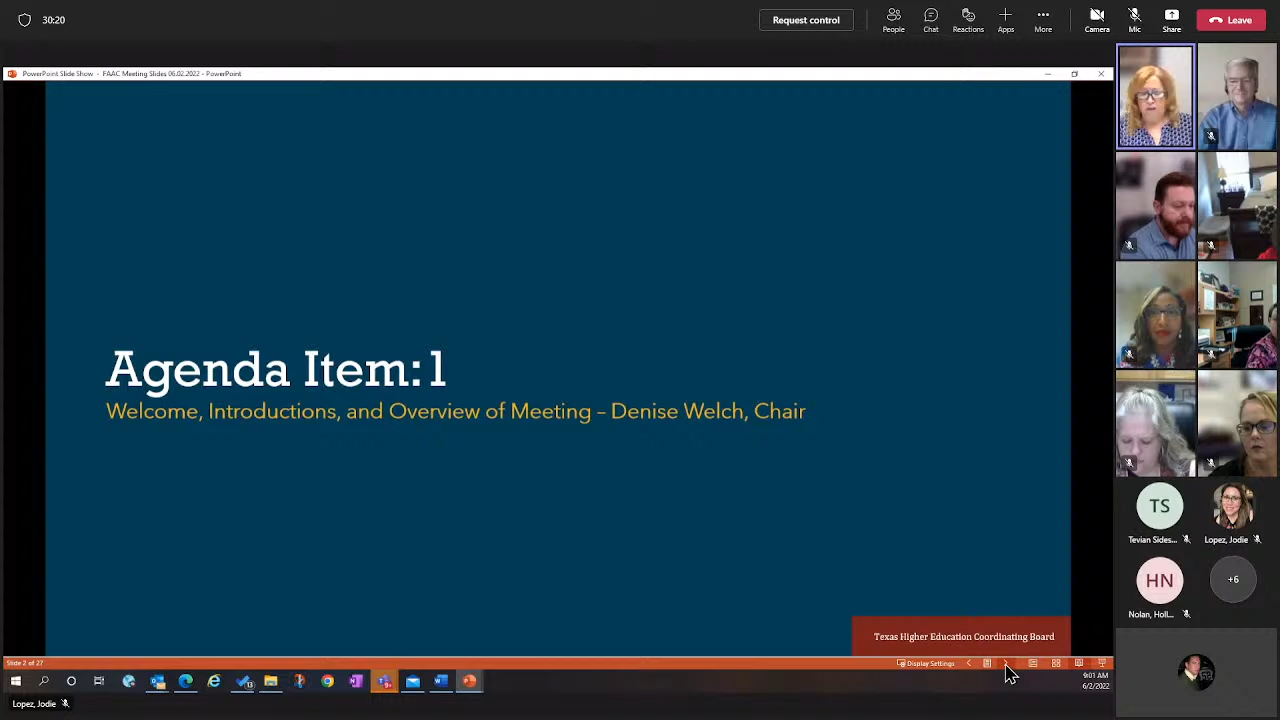 30:20
Request control
People
Chat
Reactions
Apps
More
Camera
Mic
Share
Leave
PowerPoint Slide Show - FAAC Meeting Slides 06.02.2022 - PowerPoint
Agenda Item:1
Welcome, Introductions, and Overview of Meeting – Denise Welch, Chair
Texas Higher Education Coordinating Board
Slide 2 of 27
Display Settings
9:01 AM
6/2/2022
13
TS
Tevian Sides...
Lopez, Jodie
HN
+6
Nolan, Holl...
Lopez, Jodie